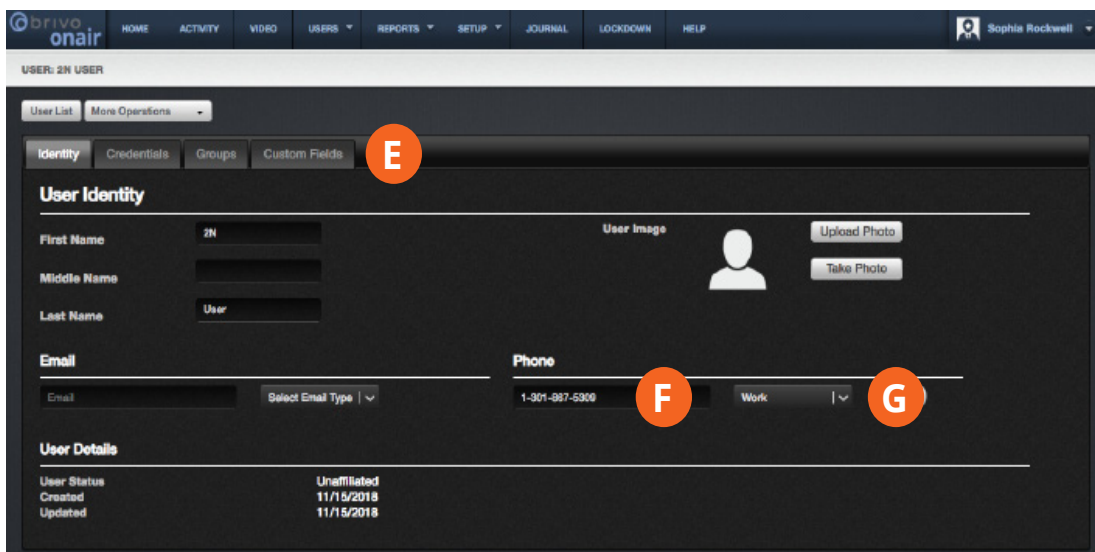 brivo onair HOME ACTIVITY VIDEO USERS REPORTS SETUP JOURNAL LOCKDOWN HELP Sophia Rockwell
USER: 2N USER
User List More Operations
Identity Credentials Groups Custom Fields E
User Identity
First Name 2N User Image Upload Photo
Middle Name Take Photo
Last Name User
Email Phone
Email Select Email Type 1-301-987-5309 F Work G
User Details
User Status Unaffiliated
Created 11/15/2018
Updated 11/15/2018